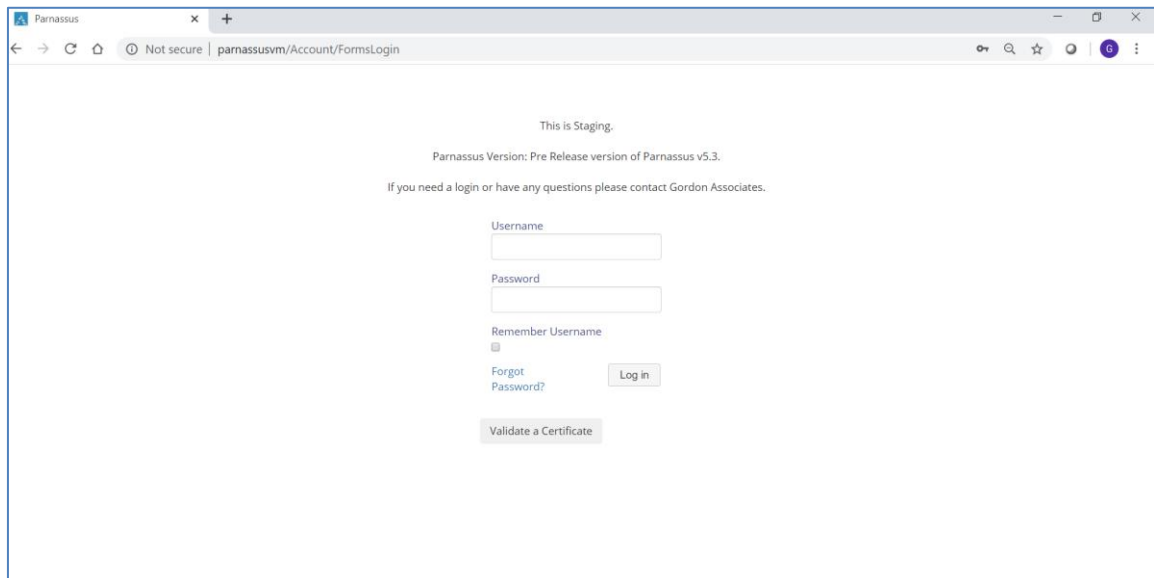 Parnassus
Not secure | parnassusvm/Account/FormsLogin
G
This is Staging.
Parnassus Version: Pre Release version of Parnassus v5.3.
If you need a login or have any questions please contact Gordon Associates.
Username
Password
Remember Username
Forgot
Password?
Log in
Validate a Certificate